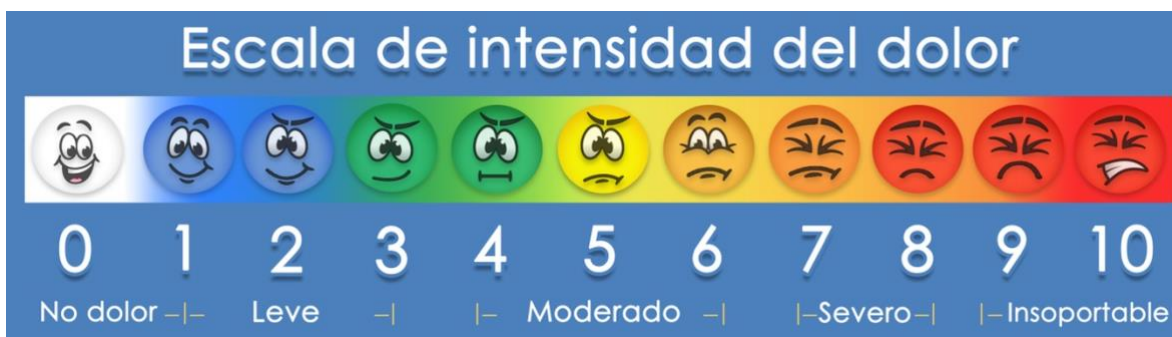 Escala de intensidad del dolor
0 1 2 3 4 5 6 7 8 9 10
No dolor –|– Leve –| |– Moderado –| |–Severo–| |–Insoportable